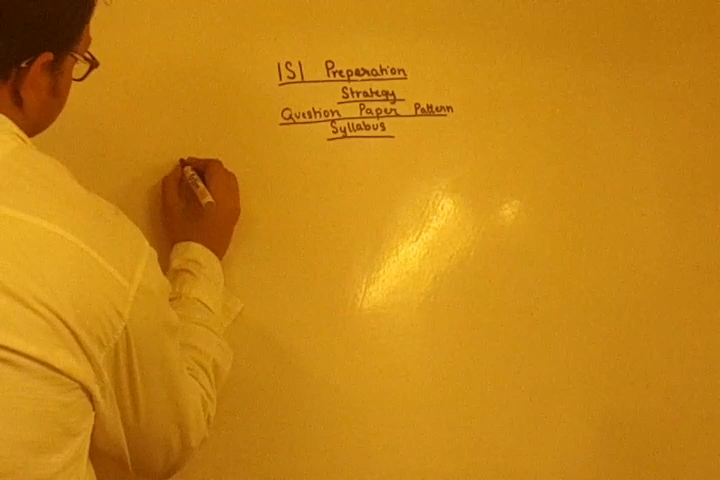 ISI Preparation
Strategy
Question Paper Pattern
Syllabus